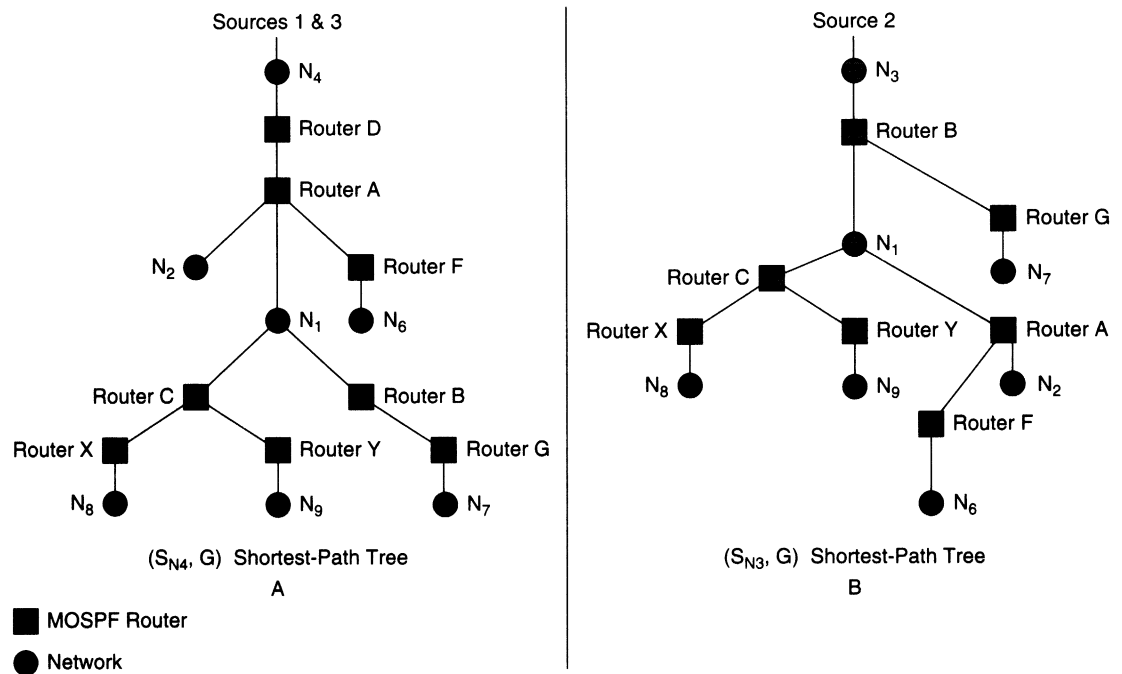 Sources 1 & 3
N4
Router D
Router A
N2
Router F
N1
N6
Router C
Router B
Router X
Router Y
Router G
N8
N9
N7
(SN4, G) Shortest-Path Tree
A
Source 2
N3
Router B
Router G
N1
N7
Router C
Router X
Router Y
Router A
N8
N9
N2
Router F
N6
(SN3, G) Shortest-Path Tree
B
MOSPF Router
Network